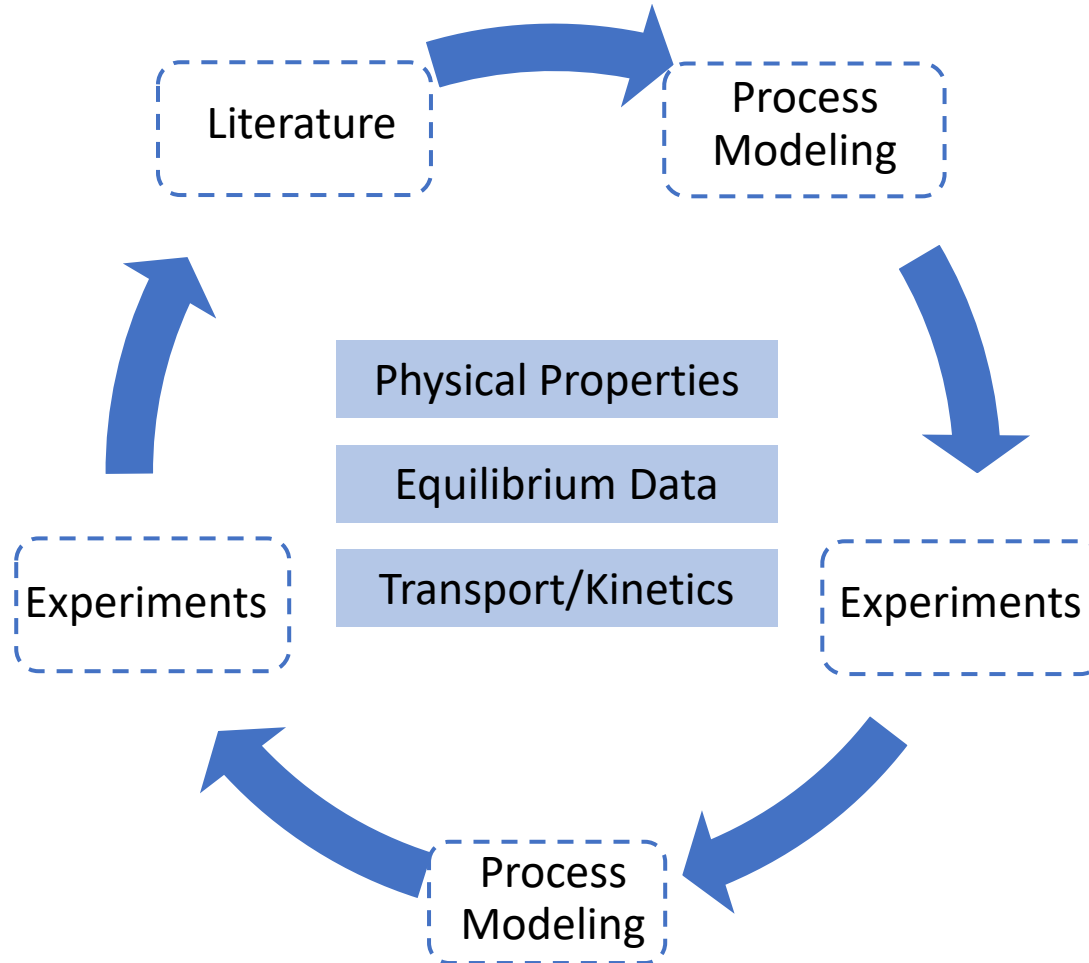 Literature
Process
Modeling
Physical Properties
Equilibrium Data
Transport/Kinetics
Experiments
Experiments
Process
Modeling